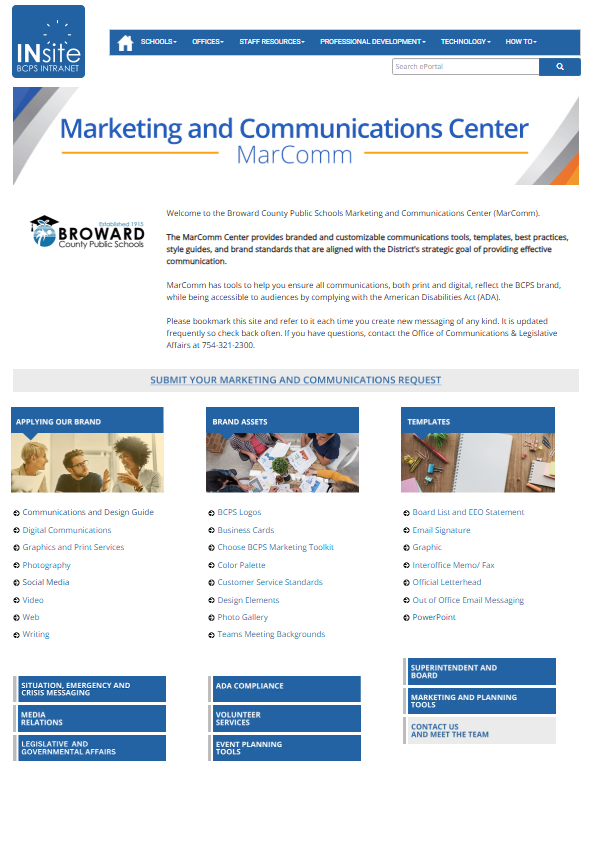 INsite
BCPS INTRANET
SCHOOLS OFFICES STAFF RESOURCES PROFESSIONAL DEVELOPMENT TECHNOLOGY HOW TO
Search ePortal
Marketing and Communications Center
MarComm
Established 1915
BROWARD
County Public Schools
Welcome to the Broward County Public Schools Marketing and Communications Center (MarComm).
The MarComm Center provides branded and customizable communications tools, templates, best practices,
style guides, and brand standards that are aligned with the District's strategic goal of providing effective
communication.
MarComm has tools to help you ensure all communications, both print and digital, reflect the BCPS brand,
while being accessible to audiences by complying with the American Disabilities Act (ADA).
Please bookmark this site and refer to it each time you create new messaging of any kind. It is updated
frequently so check back often. If you have questions, contact the Office of Communications & Legislative
Affairs at 754-321-2300.
SUBMIT YOUR MARKETING AND COMMUNICATIONS REQUEST
APPLYING OUR BRAND
Communications and Design Guide
Digital Communications
Graphics and Print Services
Photography
Social Media
Video
Web
Writing
BRAND ASSETS
BCPS Logos
Business Cards
Choose BCPS Marketing Toolkit
Color Palette
Customer Service Standards
Design Elements
Photo Gallery
Teams Meeting Backgrounds
TEMPLATES
Board List and EEO Statement
Email Signature
Graphic
Interoffice Memo/ Fax
Official Letterhead
Out of Office Email Messaging
PowerPoint
SITUATION, EMERGENCY AND
CRISIS MESSAGING
MEDIA
RELATIONS
LEGISLATIVE AND
GOVERNMENTAL AFFAIRS
ADA COMPLIANCE
VOLUNTEER
SERVICES
EVENT PLANNING
TOOLS
SUPERINTENDENT AND
BOARD
MARKETING AND PLANNING
TOOLS
CONTACT US
AND MEET THE TEAM